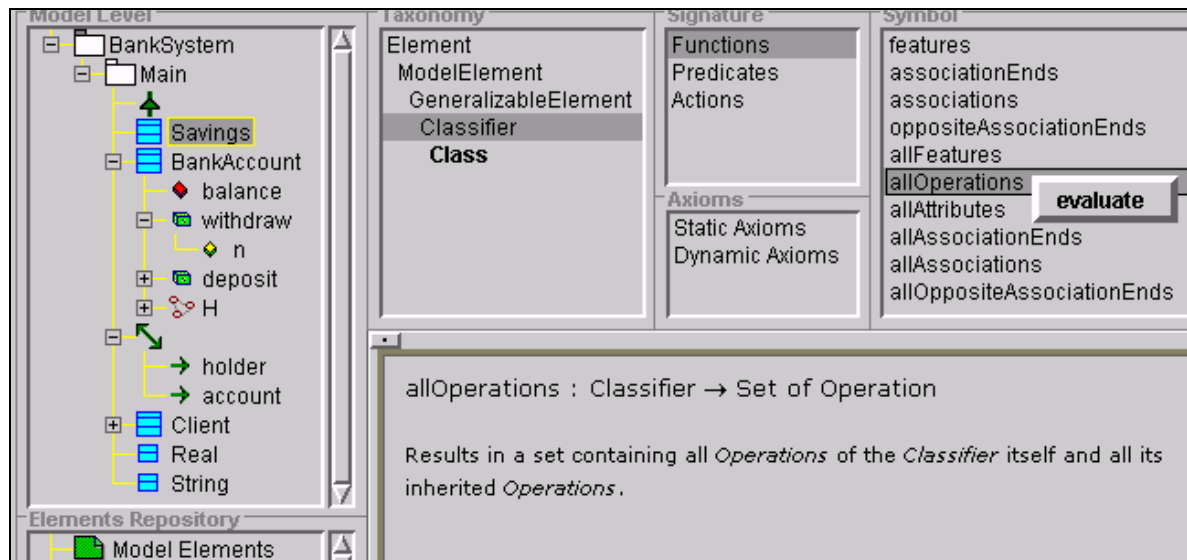 Model Level
BankSystem
Main
Savings
BankAccount
balance
withdraw
n
deposit
H
holder
account
Client
Real
String
Elements Repository
Model Elements
Taxonomy
Element
ModelElement
GeneralizableElement
Classifier
Class
Signature
Functions
Predicates
Actions
Axioms
Static Axioms
Dynamic Axioms
Symbol
features
associationEnds
associations
oppositeAssociationEnds
allFeatures
allOperations
evaluate
allAttributes
allAssociationEnds
allAssociations
allOppositeAssociationEnds
allOperations : Classifier → Set of Operation
Results in a set containing all Operations of the Classifier itself and all its
inherited Operations.